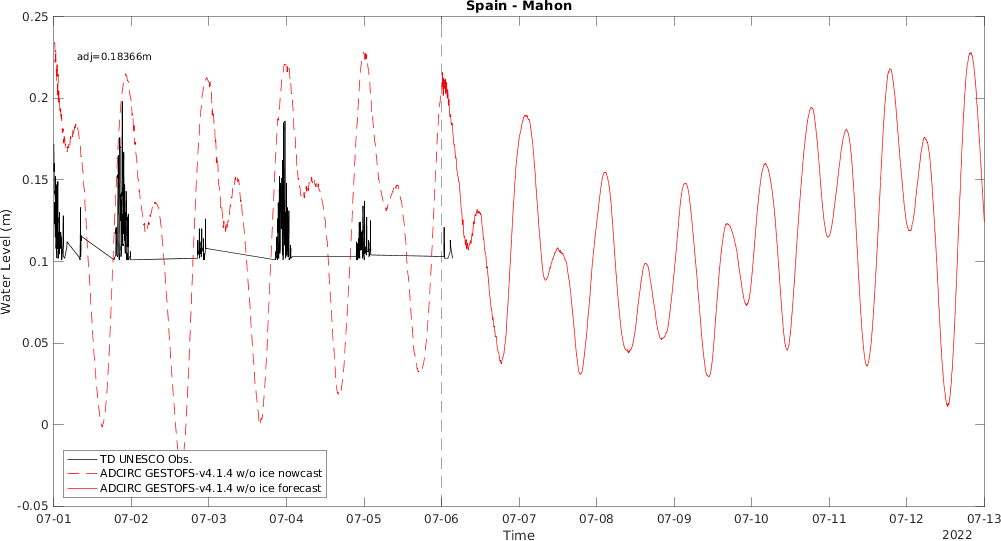 Spain - Mahon
adj=0.18366m
0.25
0.2
0.15
0.1
0.05
0
-0.05
Water Level (m)
TD UNESCO Obs.
ADCIRC GESTOFS-v4.1.4 w/o ice nowcast
ADCIRC GESTOFS-v4.1.4 w/o ice forecast
07-01 07-02 07-03 07-04 07-05 07-06 07-07 07-08 07-09 07-10 07-11 07-12 07-13
Time
2022